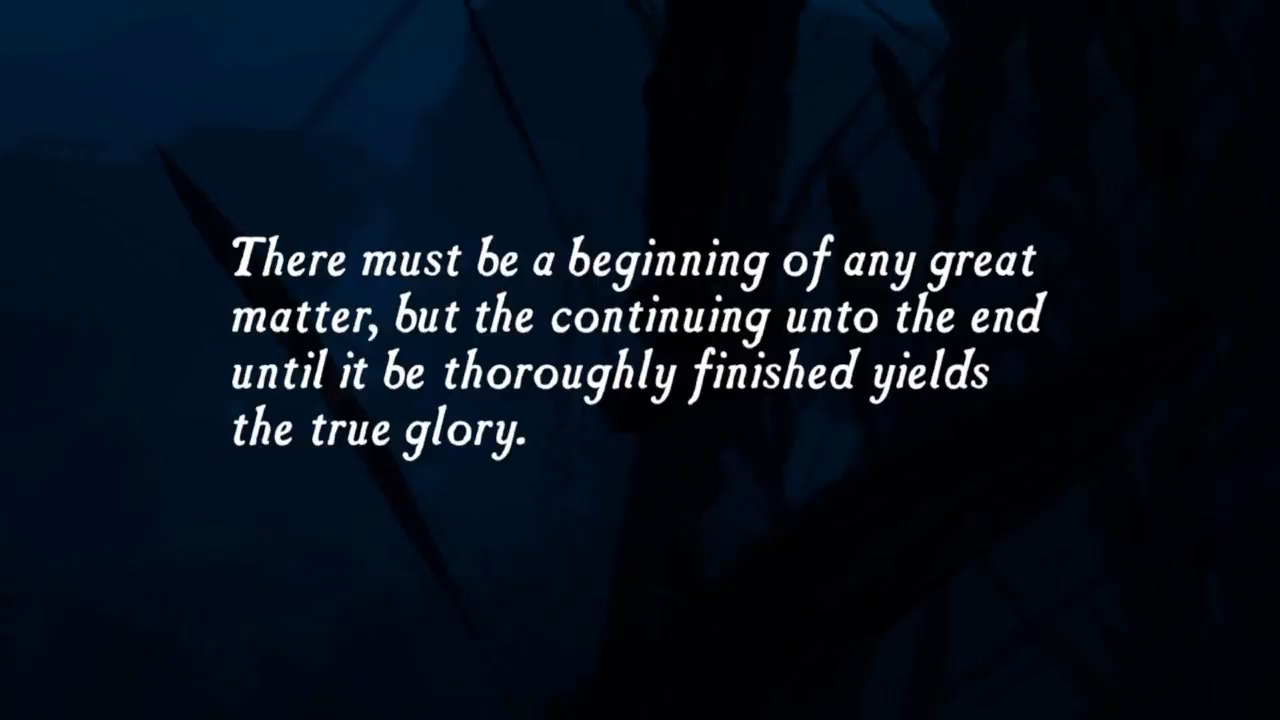 There must be a beginning of any great
matter, but the continuing unto the end
until it be thoroughly finished yields
the true glory.